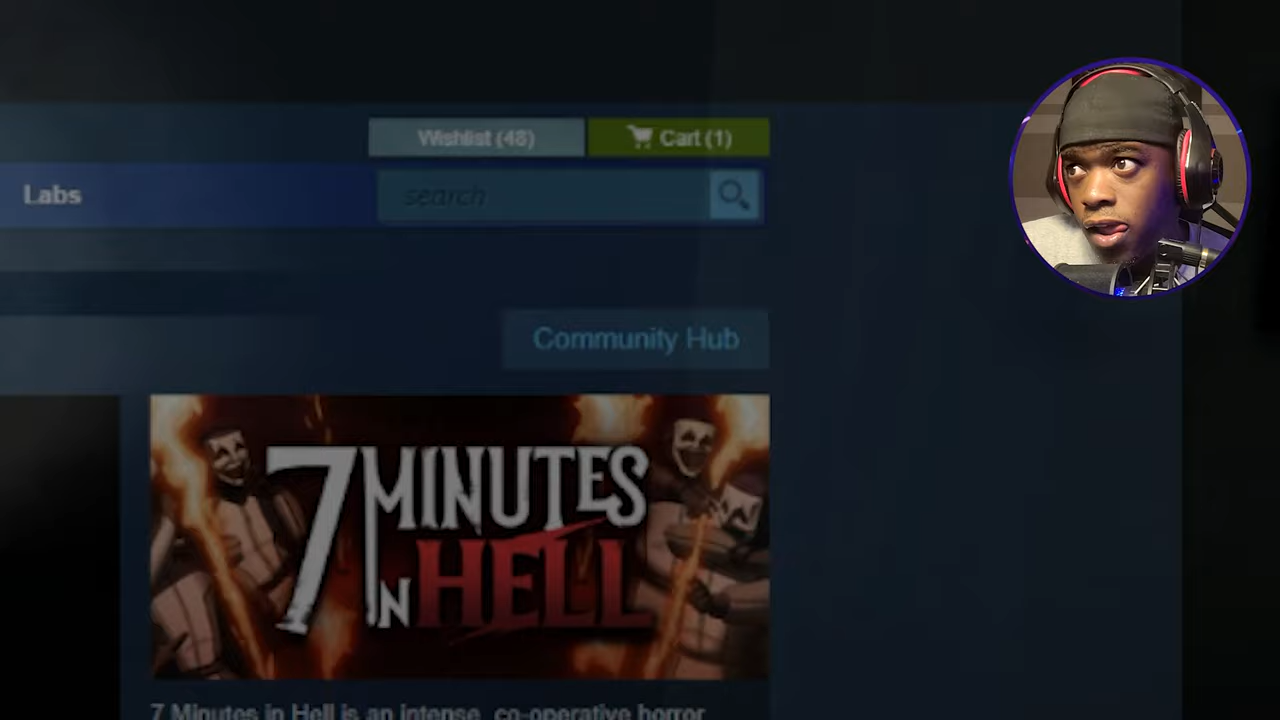 Wishlist (48)
Cart (1)
Labs
search
Community Hub
7 MINUTES
IN HELL
7 Minutes in Hell is an intense, co-operative horror